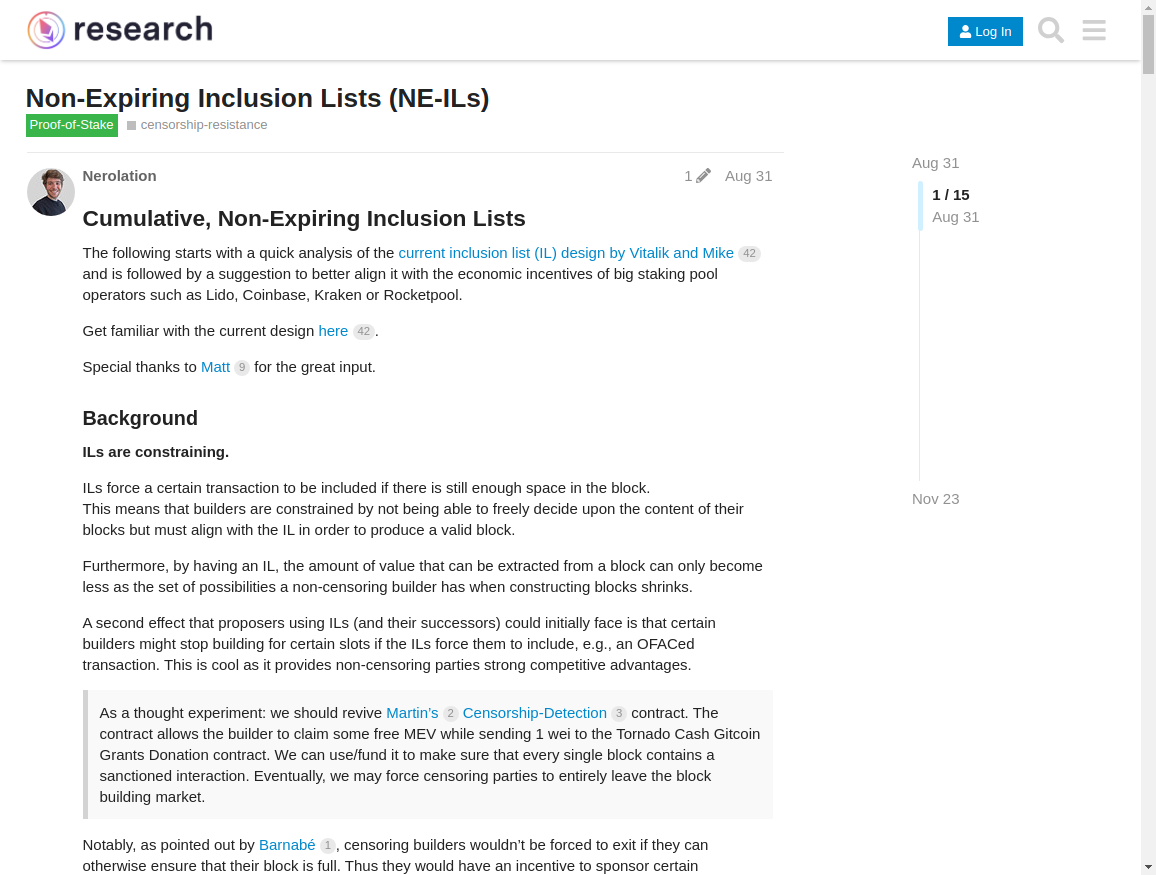 research
Log In
Non-Expiring Inclusion Lists (NE-ILs)
Proof-of-Stake censorship-resistance
Nerolation 1 Aug 31
Cumulative, Non-Expiring Inclusion Lists
The following starts with a quick analysis of the current inclusion list (IL) design by Vitalik and Mike 42
and is followed by a suggestion to better align it with the economic incentives of big staking pool
operators such as Lido, Coinbase, Kraken or Rocketpool.
Get familiar with the current design here 42.
Special thanks to Matt 9 for the great input.
Background
ILs are constraining.
ILs force a certain transaction to be included if there is still enough space in the block.
This means that builders are constrained by not being able to freely decide upon the content of their
blocks but must align with the IL in order to produce a valid block.
Furthermore, by having an IL, the amount of value that can be extracted from a block can only become
less as the set of possibilities a non-censoring builder has when constructing blocks shrinks.
A second effect that proposers using ILs (and their successors) could initially face is that certain
builders might stop building for certain slots if the ILs force them to include, e.g., an OFACed
transaction. This is cool as it provides non-censoring parties strong competitive advantages.
As a thought experiment: we should revive Martin’s 2 Censorship-Detection 3 contract. The
contract allows the builder to claim some free MEV while sending 1 wei to the Tornado Cash Gitcoin
Grants Donation contract. We can use/fund it to make sure that every single block contains a
sanctioned interaction. Eventually, we may force censoring parties to entirely leave the block
building market.
Notably, as pointed out by Barnabé 1, censoring builders wouldn’t be forced to exit if they can
otherwise ensure that their block is full. Thus they would have an incentive to sponsor certain
Aug 31
1 / 15
Aug 31
Nov 23